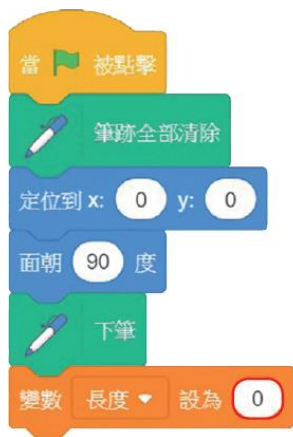 當 被點擊
筆跡全部清除
定位到 x: 0 y: 0
面朝 90 度
下筆
變數 長度 設為 0